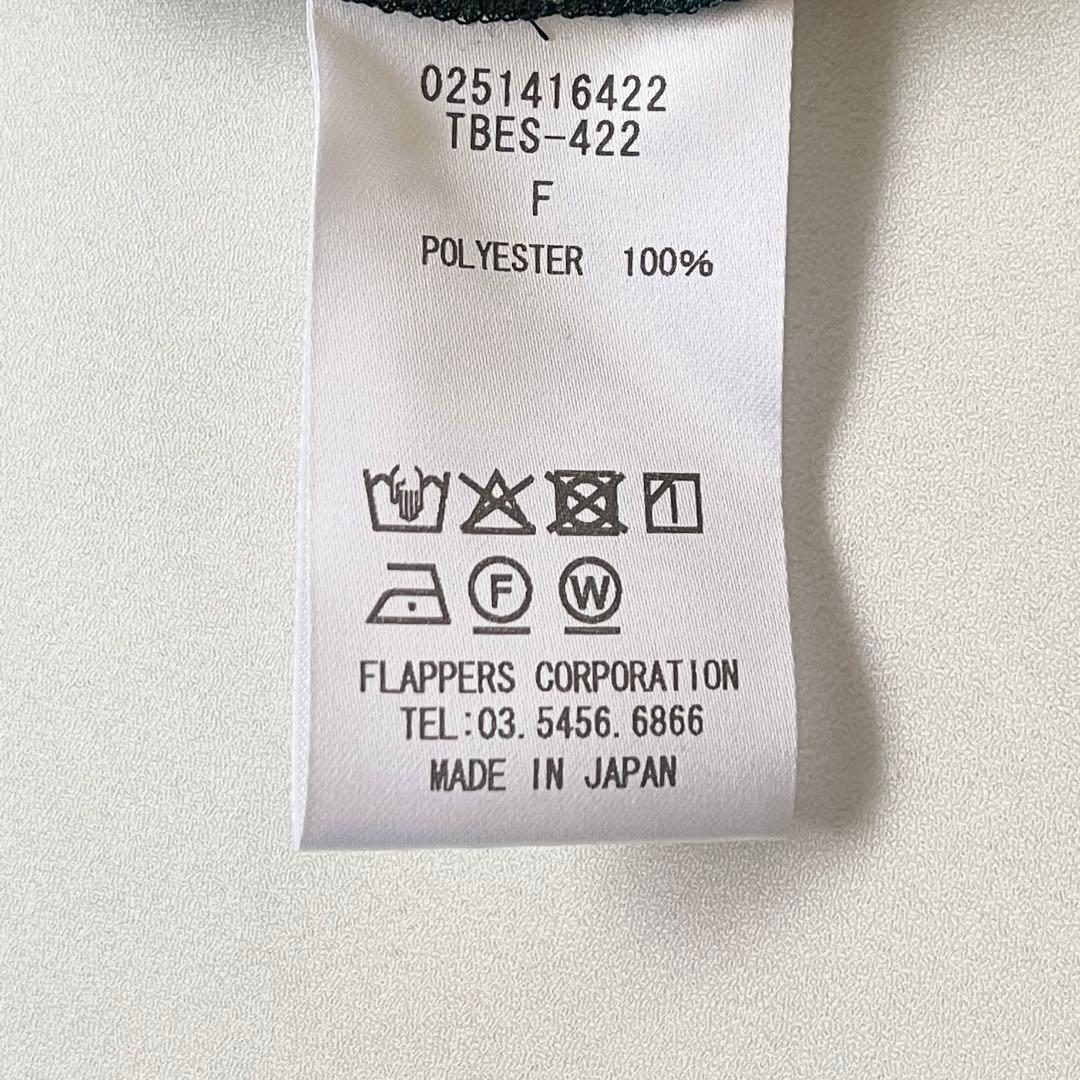 0251416422
TBES-422
F
POLYESTER 100%
F W
FLAPPERS CORPORATION
TEL:03.5456.6866
MADE IN JAPAN